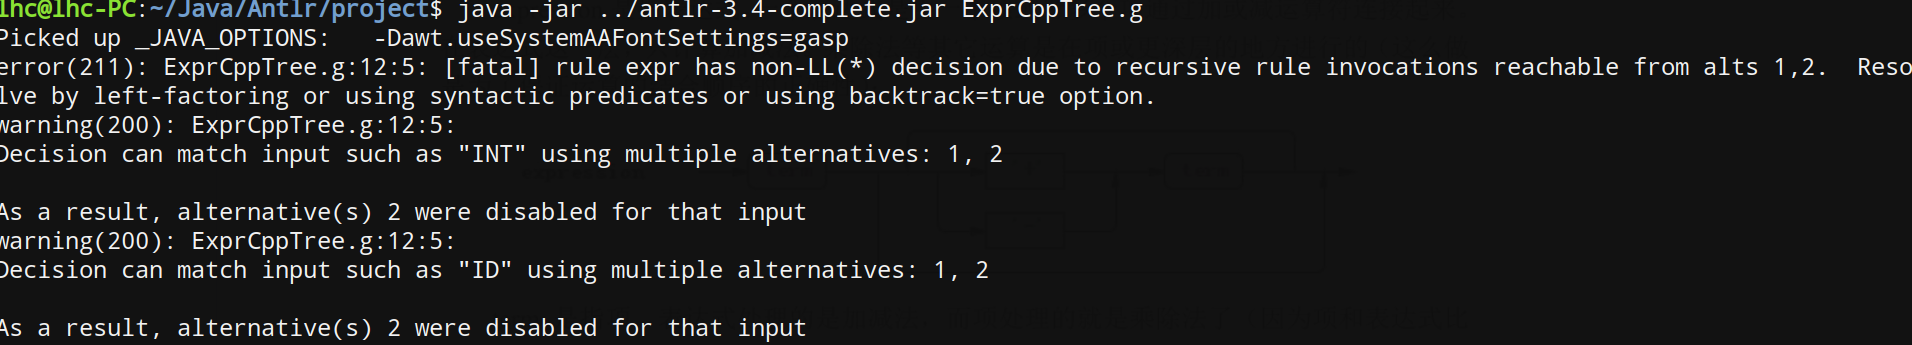 lhc@lhc-PC:~/Java/Antlr/project$ java -jar ../antlr-3.4-complete.jar ExprCppTree.g
Picked up _JAVA_OPTIONS:   -Dawt.useSystemAAFontSettings=gasp
error(211): ExprCppTree.g:12:5: [fatal] rule expr has non-LL(*) decision due to recursive rule invocations reachable from alts 1,2.  Reso
lve by left-factoring or using syntactic predicates or using backtrack=true option.
warning(200): ExprCppTree.g:12:5:
Decision can match input such as "INT" using multiple alternatives: 1, 2
As a result, alternative(s) 2 were disabled for that input
warning(200): ExprCppTree.g:12:5:
Decision can match input such as "ID" using multiple alternatives: 1, 2
As a result, alternative(s) 2 were disabled for that input